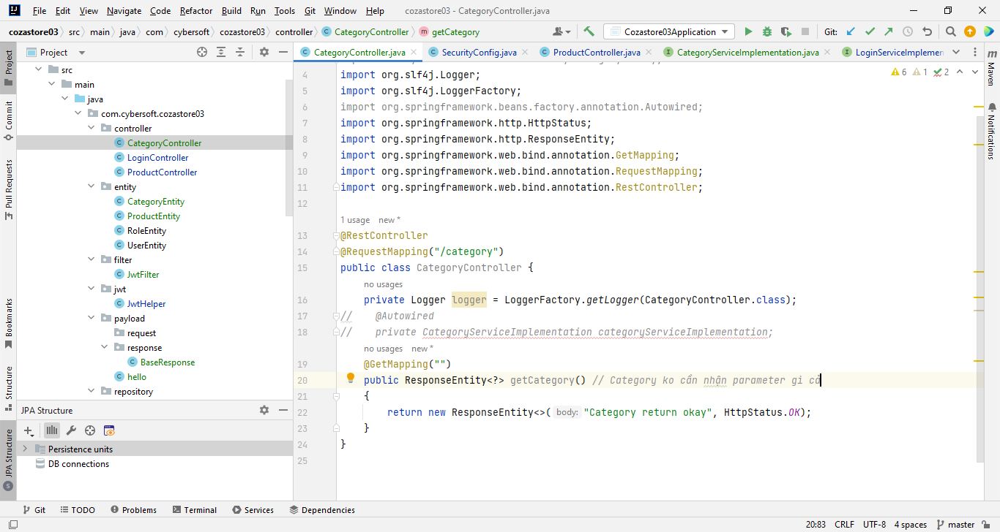 File Edit View Navigate Code Refactor Build Run Tools Git Window Help cozastore03 - CategoryController.java
cozastore03 src main java com cybersoft cozastore03 controller CategoryController getCategory Cozastore03Application Git:
Project CategoryController.java SecurityConfig.java ProductController.java CategoryServiceImplementation.java LoginServiceImplemen
src
main
java
com.cybersoft.cozastore03
controller
CategoryController
LoginController
ProductController
entity
CategoryEntity
ProductEntity
RoleEntity
UserEntity
filter
JwtFilter
jwt
JwtHelper
payload
request
response
BaseResponse
hello
repository
JPA Structure
Persistence units
DB connections
6 1 2
4 import org.slf4j.Logger;
5 import org.slf4j.LoggerFactory;
6 import org.springframework.beans.factory.annotation.Autowired;
7 import org.springframework.http.HttpStatus;
8 import org.springframework.http.ResponseEntity;
9 import org.springframework.web.bind.annotation.GetMapping;
10 import org.springframework.web.bind.annotation.RequestMapping;
11 import org.springframework.web.bind.annotation.RestController;
12
1 usage new *
13 @RestController
14 @RequestMapping("/category")
15 public class CategoryController {
no usages
16 private Logger logger = LoggerFactory.getLogger(CategoryController.class);
17 // @Autowired
18 // private CategoryServiceImplementation categoryServiceImplementation;
no usages new *
19 @GetMapping("")
20 public ResponseEntity<?> getCategory() // Category ko cần nhận parameter gì cả
21 {
22 return new ResponseEntity<>( body: "Category return okay", HttpStatus.OK);
23 }
24 }
25
Project
Commit
Pull Requests
Bookmarks
Structure
JPA Structure
Maven
Notifications
Git TODO Problems Terminal Services Dependencies
20:83 CRLF UTF-8 4 spaces master